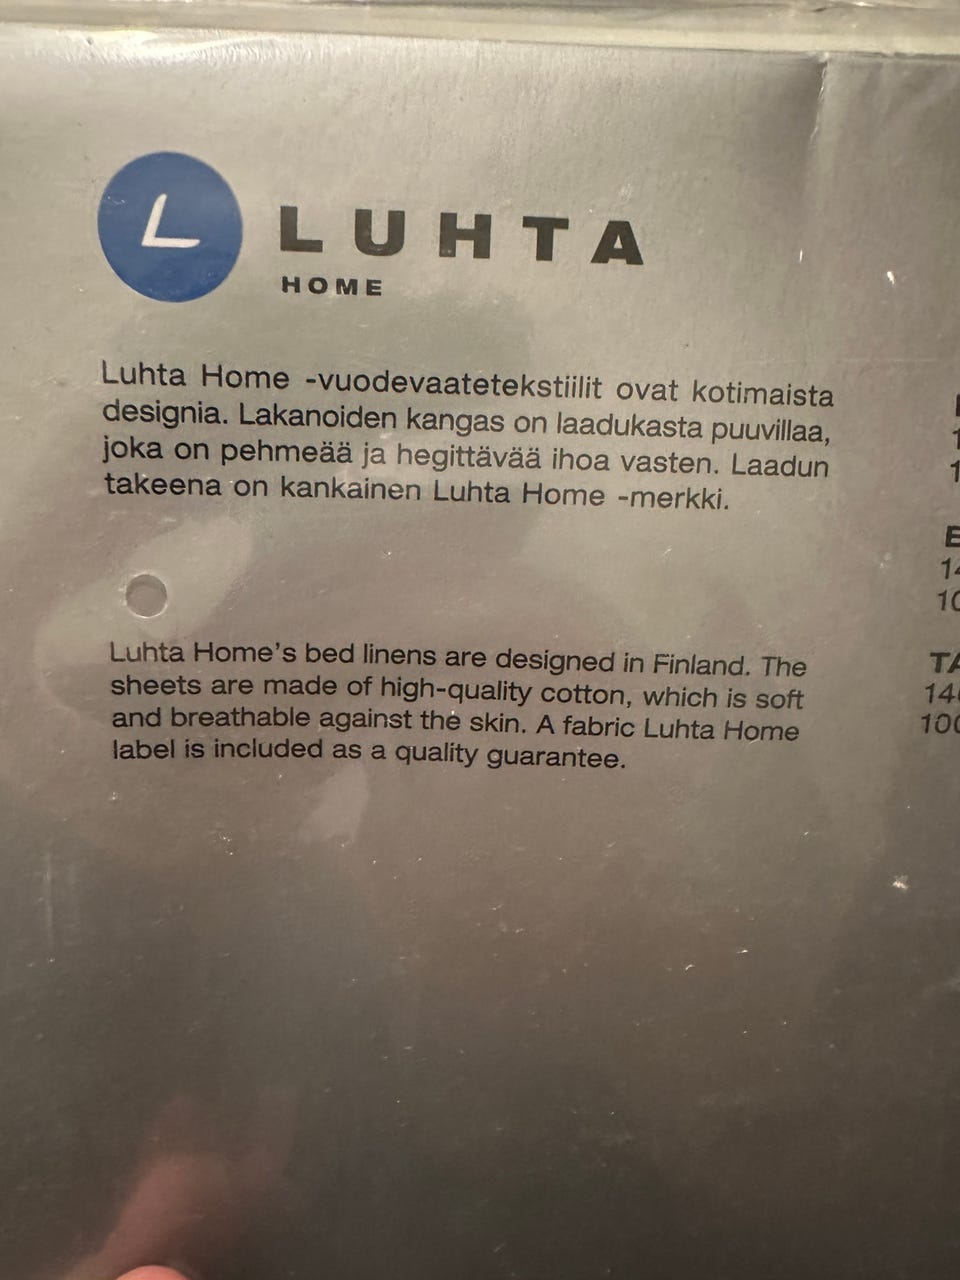 L LUHTA
HOME
Luhta Home -vuodevaatetekstiilit ovat kotimaista
designia. Lakanoiden kangas on laadukasta puuvillaa,
joka on pehmeää ja hegittävää ihoa vasten. Laadun
takeena on kankainen Luhta Home -merkki.
Luhta Home's bed linens are designed in Finland. The
sheets are made of high-quality cotton, which is soft
and breathable against the skin. A fabric Luhta Home
label is included as a quality guarantee.